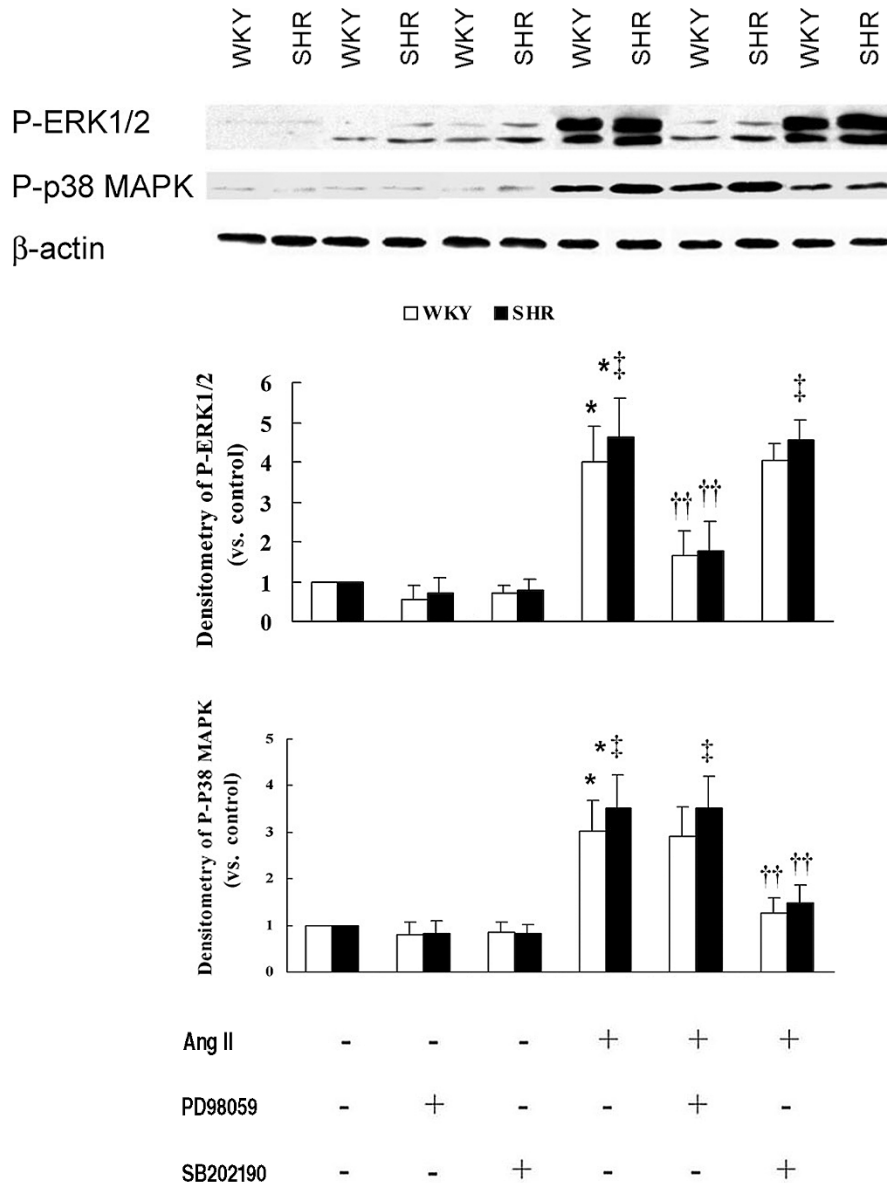 WKY SHR WKY SHR WKY SHR WKY SHR WKY SHR WKY SHR
P-ERK1/2
P-p38 MAPK
β-actin
WKY SHR
Densitometry of P-ERK1/2
(vs. control)
6
5
4
3
2
1
0
* *‡ †† †† ‡
Densitometry of P-P38 MAPK
(vs. control)
5
4
3
2
1
0
* *‡ ‡ †† ††
Ang II - - - + + +
PD98059 - + - - + -
SB202190 - - + - - +